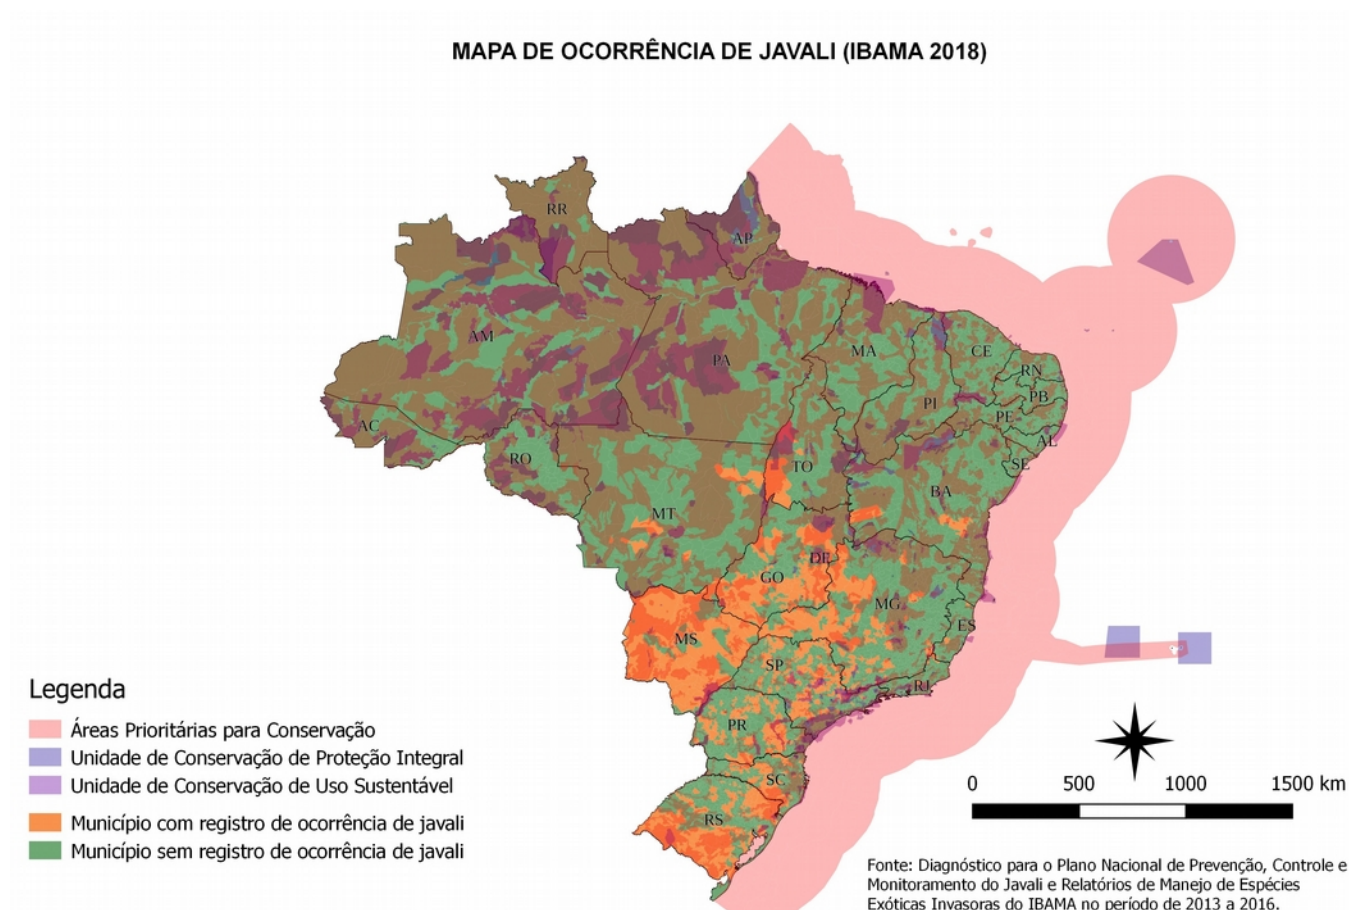 MAPA DE OCORRÊNCIA DE JAVALI (IBAMA 2018)
RR
AP
AM
PA
MA
CE
RN
PB
PI
PE
AC
AL
RO
TO
SE
BA
MT
DF
GO
MG
ES
MS
SP
RJ
PR
SC
RS
Legenda
Áreas Prioritárias para Conservação
Unidade de Conservação de Proteção Integral
Unidade de Conservação de Uso Sustentável
Município com registro de ocorrência de javali
Município sem registro de ocorrência de javali
0 500 1000 1500 km
Fonte: Diagnóstico para o Plano Nacional de Prevenção, Controle e
Monitoramento do Javali e Relatórios de Manejo de Espécies
Exóticas Invasoras do IBAMA no período de 2013 a 2016.